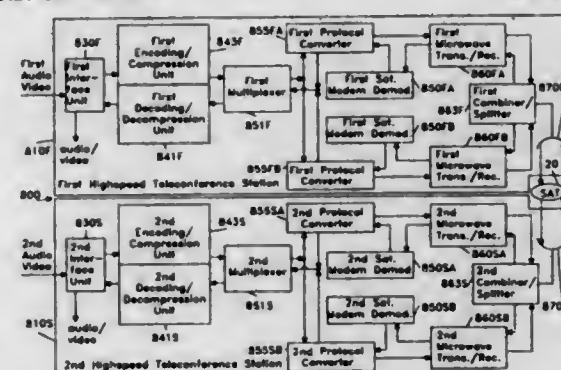 830F
First
Encoding/
Compression
Unit
843F
855FA
First Protocol
Converter
First
Microwave
Trans./Rec.
First
Audio
Video
First
Inter-
face
Unit
First
Multiplexer
First Sat.
Modem Demod.
850FA
860FA
870F
863F
First
Combiner/
Splitter
First
Decoding/
Decompression
Unit
First Sat.
Modem Demod.
850FB
860FB
audio/
video
841F
851F
855FB
First Protocol
Converter
First
Microwave
Trans./Rec.
20
SAT
810F
First Highspeed Teleconference Station
800
830S
2nd
Encoding/
Compression
Unit
843S
855SA
2nd Protocol
Converter
2nd
Microwave
Trans./Rec.
2nd
Audio
Video
2nd
Inter-
face
Unit
2nd
Multiplexer
2nd Sat.
Modem Demod.
850SA
860SA
863S
2nd
Combiner/
Splitter
2nd
Decoding/
Decompression
Unit
2nd Sat.
Modem Demod.
850SB
860SB
870
audio/
video
841S
851S
855SB
2nd Protocol
Converter
2nd
Microwave
Trans./Rec.
810S
2nd Highspeed Teleconference Station